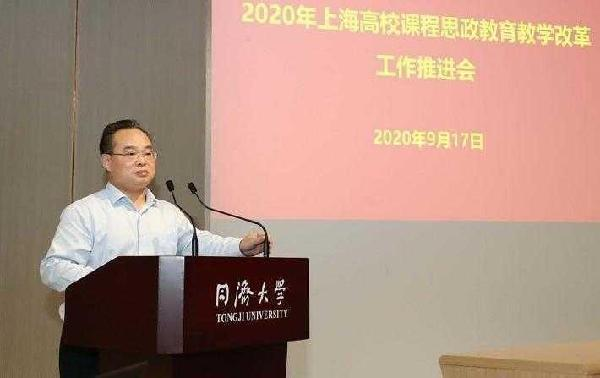 2020年上海高校课程思政教育教学改革
工作推进会
2020年9月17日
同濟大学
TONGJI UNIVERSITY